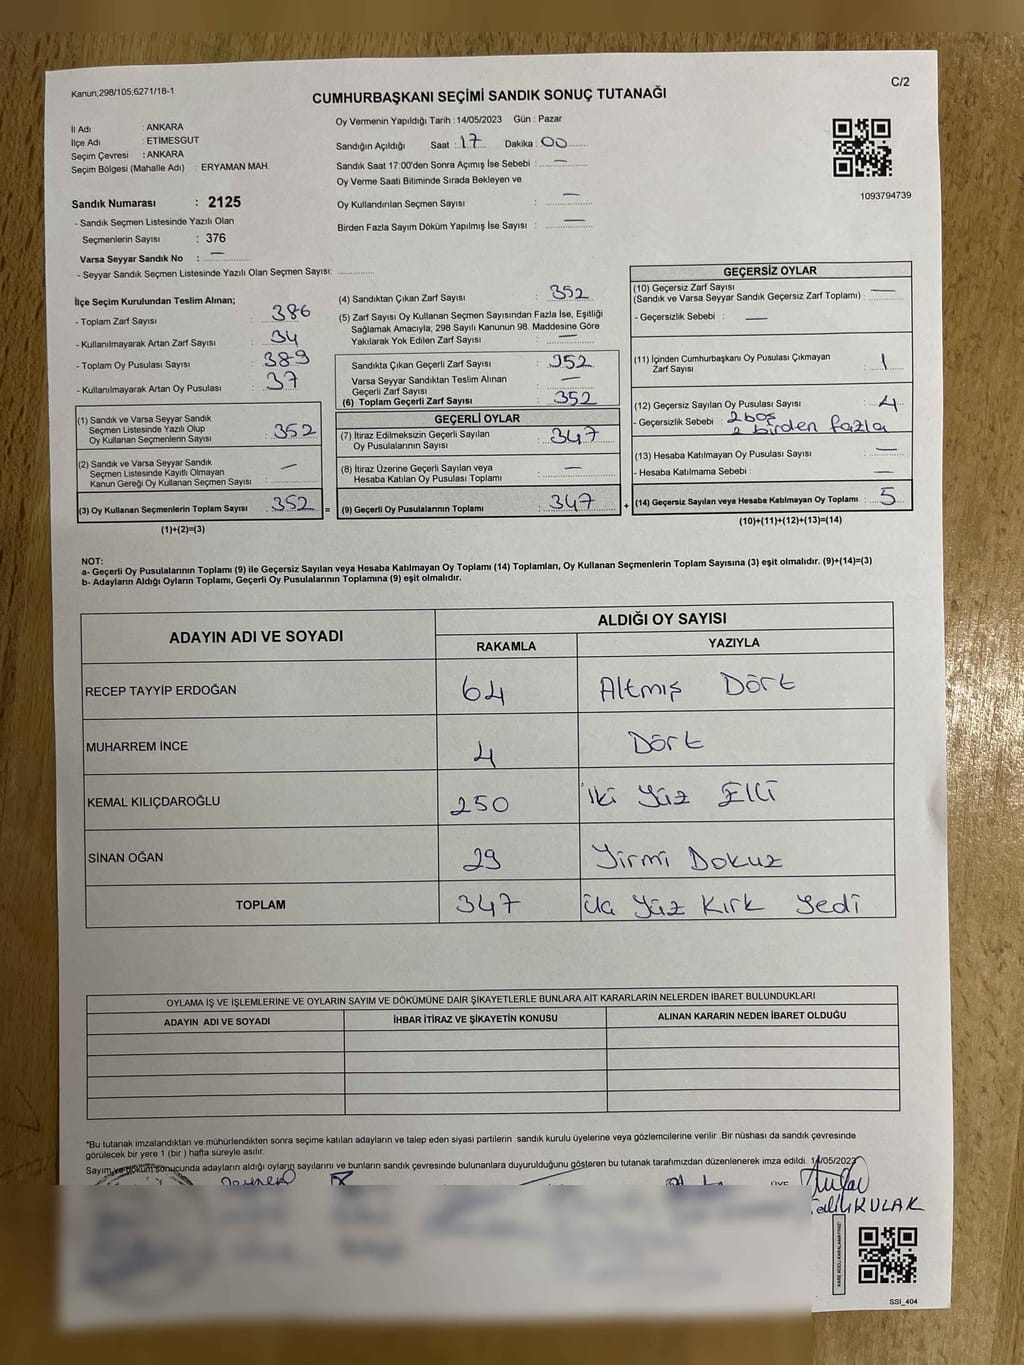 Kanun;298/105;6271/18-1
C/2
CUMHURBAŞKANI SEÇİMİ SANDIK SONUÇ TUTANAĞI
İl Adı : ANKARA
İlçe Adı : ETİMESGUT
Seçim Çevresi : ANKARA
Seçim Bölgesi (Mahalle Adı) : ERYAMAN MAH.
Sandık Numarası : 2125
- Sandık Seçmen Listesinde Yazılı Olan
Seçmenlerin Sayısı : 376
Varsa Seyyar Sandık No : —
- Seyyar Sandık Seçmen Listesinde Yazılı Olan Seçmen Sayısı: ............
Oy Vermenin Yapıldığı Tarih : 14/05/2023 Gün : Pazar
Sandığın Açıldığı Saat : 17 Dakika : 00
Sandık Saat 17:00'den Sonra Açımış İse Sebebi : —
Oy Verme Saati Bitiminde Sırada Bekleyen ve
Oy Kullandırılan Seçmen Sayısı : —
Birden Fazla Sayım Döküm Yapılmış İse Sayısı : —
1093794739
İlçe Seçim Kurulundan Teslim Alınan;
- Toplam Zarf Sayısı : 386
- Kullanılmayarak Artan Zarf Sayısı : 34
- Toplam Oy Pusulası Sayısı : 389
- Kullanılmayarak Artan Oy Pusulası : 37
(1) Sandık ve Varsa Seyyar Sandık
Seçmen Listesinde Yazılı Olup
Oy Kullanan Seçmenlerin Sayısı : 352
(2) Sandık ve Varsa Seyyar Sandık
Seçmen Listesinde Kayıtlı Olmayan
Kanun Gereği Oy Kullanan Seçmen Sayısı : —
(3) Oy Kullanan Seçmenlerin Toplam Sayısı : 352 =
(1)+(2)=(3)
(4) Sandıktan Çıkan Zarf Sayısı : 352
(5) Zarf Sayısı Oy Kullanan Seçmen Sayısından Fazla İse, Eşitliği
Sağlamak Amacıyla; 298 Sayılı Kanunun 98. Maddesine Göre
Yakılarak Yok Edilen Zarf Sayısı : —
Sandıkta Çıkan Geçerli Zarf Sayısı : 352
Varsa Seyyar Sandıktan Teslim Alınan
Geçerli Zarf Sayısı : —
(6) Toplam Geçerli Zarf Sayısı : 352
GEÇERLİ OYLAR
(7) İtiraz Edilmeksizin Geçerli Sayılan
Oy Pusulalarının Sayısı : 347
(8) İtiraz Üzerine Geçerli Sayılan veya
Hesaba Katılan Oy Pusulası Toplamı : —
(9) Geçerli Oy Pusulalarının Toplamı : 347 +
GEÇERSİZ OYLAR
(10) Geçersiz Zarf Sayısı
(Sandık ve Varsa Seyyar Sandık Geçersiz Zarf Toplamı) : —
- Geçersizlik Sebebi : —
(11) İçinden Cumhurbaşkanı Oy Pusulası Çıkmayan
Zarf Sayısı : 1
(12) Geçersiz Sayılan Oy Pusulası Sayısı : 4
- Geçersizlik Sebebi : 2 boş
2 birden fazla
(13) Hesaba Katılmayan Oy Pusulası Sayısı : —
- Hesaba Katılmama Sebebi : —
(14) Geçersiz Sayılan veya Hesaba Katılmayan Oy Toplamı : 5
(10)+(11)+(12)+(13)=(14)
NOT:
a- Geçerli Oy Pusulalarının Toplamı (9) ile Geçersiz Sayılan veya Hesaba Katılmayan Oy Toplamı (14) Toplamları, Oy Kullanan Seçmenlerin Toplam Sayısına (3) eşit olmalıdır. (9)+(14)=(3)
b- Adayların Aldığı Oyların Toplamı, Geçerli Oy Pusulalarının Toplamına (9) eşit olmalıdır.
ADAYIN ADI VE SOYADI ALDIĞI OY SAYISI
RAKAMLA YAZIYLA
RECEP TAYYİP ERDOĞAN 64 Altmış Dört
MUHARREM İNCE 4 Dört
KEMAL KILIÇDAROĞLU 250 İki Yüz Elli
SİNAN OĞAN 29 Yirmi Dokuz
TOPLAM 347 Yüz Kırk Yedi
OYLAMA İŞ VE İŞLEMLERİNE VE OYLARIN SAYIM VE DÖKÜMÜNE DAİR ŞİKAYETLERLE BUNLARA AİT KARARLARIN NELERDEN İBARET BULUNDUKLARI
ADAYIN ADI VE SOYADI İHBAR İTİRAZ VE ŞİKAYETİN KONUSU ALINAN KARARIN NEDEN İBARET OLDUĞU
*Bu tutanak imzalandıktan ve mühürlendikten sonra seçime katılan adayların ve talep eden siyasi partilerin sandık kurulu üyelerine veya gözlemcilerine verilir .Bir nüshası da sandık çevresinde
görülecek bir yere 1 (bir ) hafta süreyle asılır.
Sayım ve döküm sonucunda adayların aldığı oyların sayılarını ve bunların sandık çevresinde bulunanlara duyurulduğunu gösteren bu tutanak tarafımızdan düzenlenerek imza edildi. 14/05/2023
ÜYE
KULAK
SSI_404